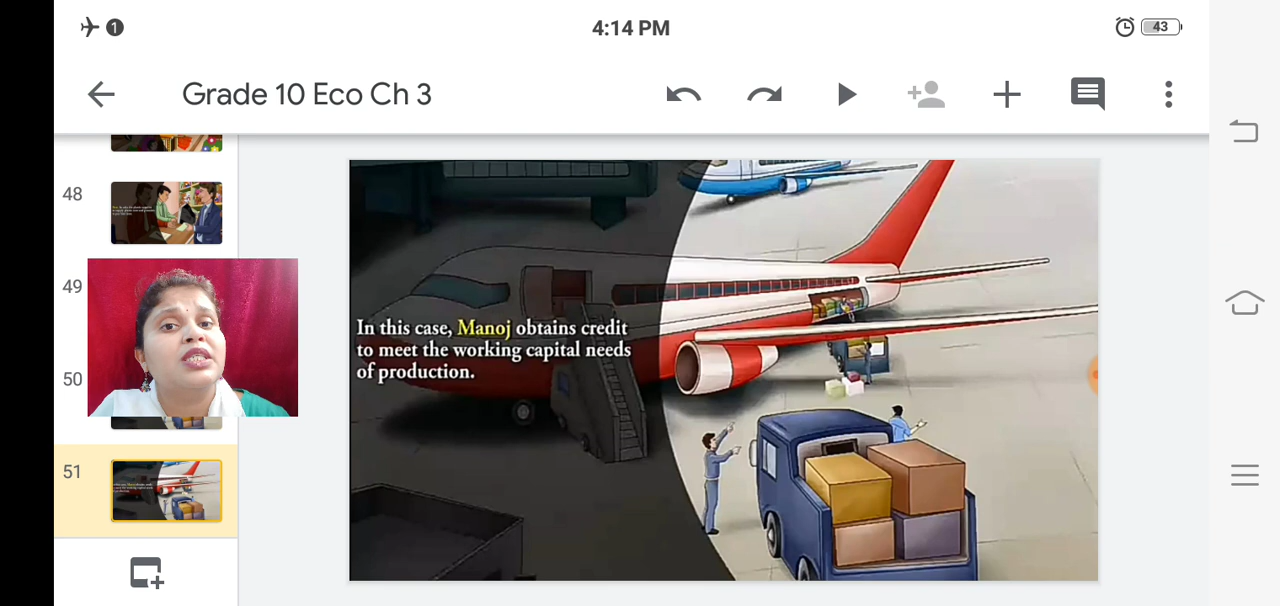 1
4:14 PM
43
Grade 10 Eco Ch 3
48
49
50
51
In this case, Manoj obtains credit
to meet the working capital needs
of production.